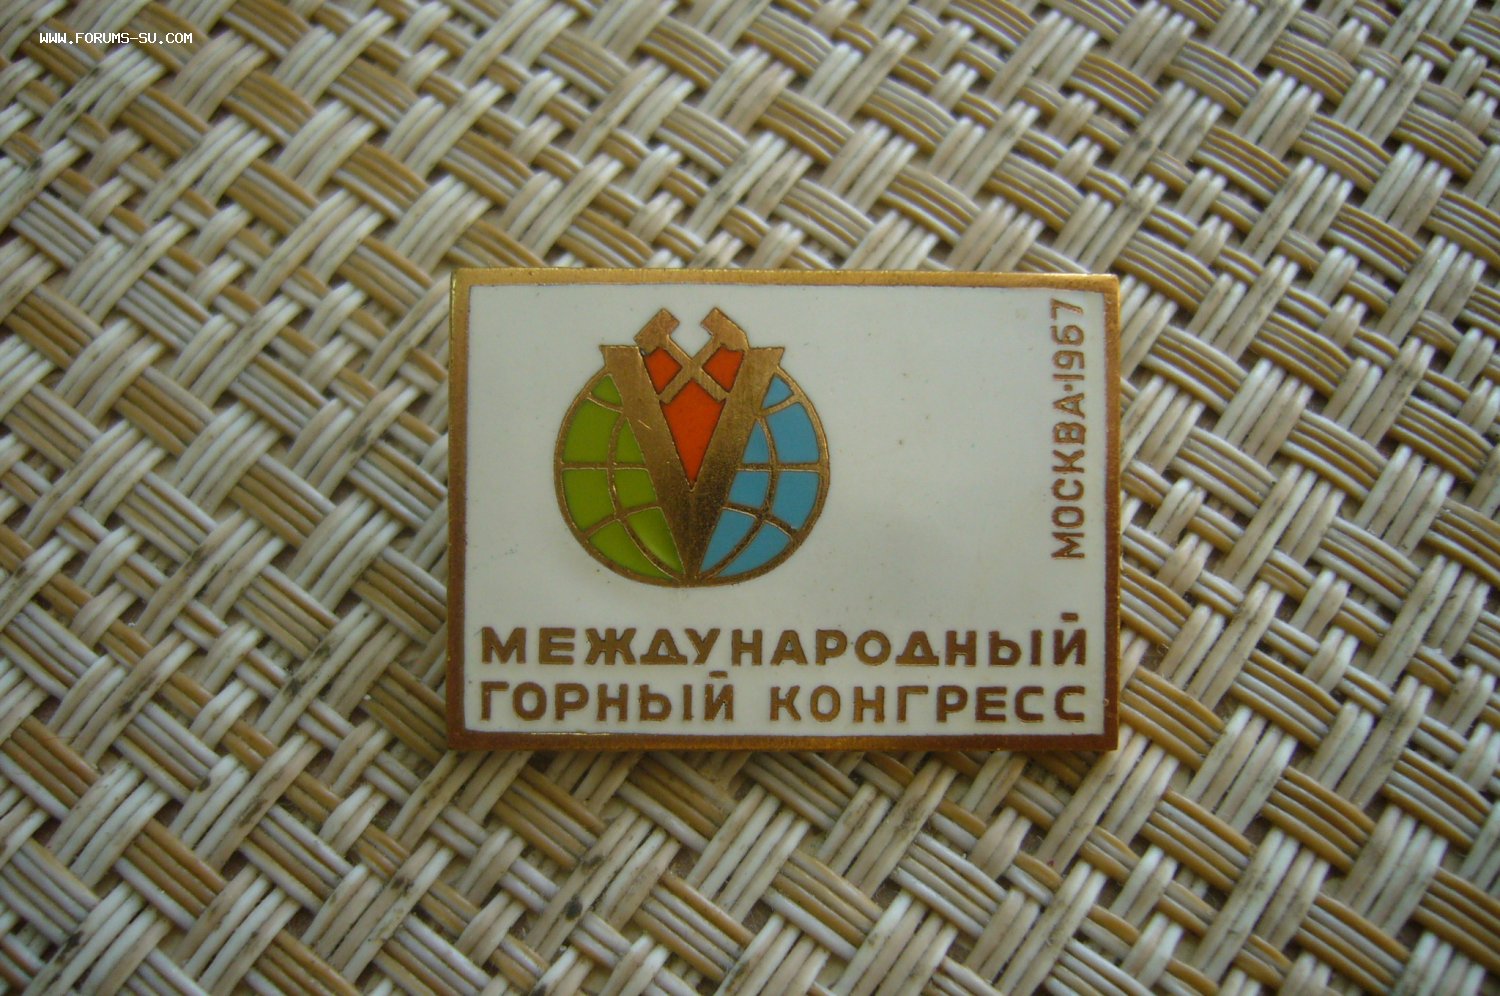 WWW.FORUMS-SU.COM
V
МОСКВА·1967
МЕЖДУНАРОДНЫЙ
ГОРНЫЙ КОНГРЕСС